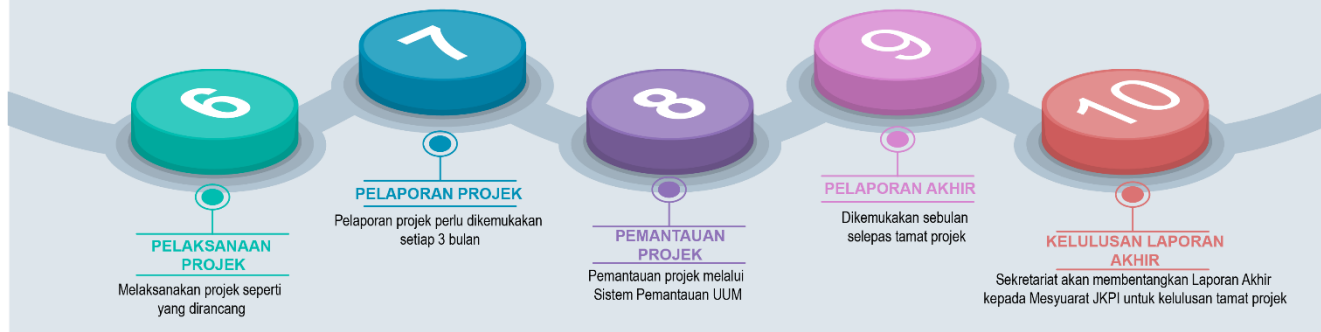 6
PELAKSANAAN
PROJEK
Melaksanakan projek seperti
yang dirancang
7
PELAPORAN PROJEK
Pelaporan projek perlu dikemukakan
setiap 3 bulan
8
PEMANTAUAN
PROJEK
Pemantauan projek melalui
Sistem Pemantauan UUM
9
PELAPORAN AKHIR
Dikemukakan sebulan
selepas tamat projek
10
KELULUSAN LAPORAN
AKHIR
Sekretariat akan membentangkan Laporan Akhir
kepada Mesyuarat JKPI untuk kelulusan tamat projek